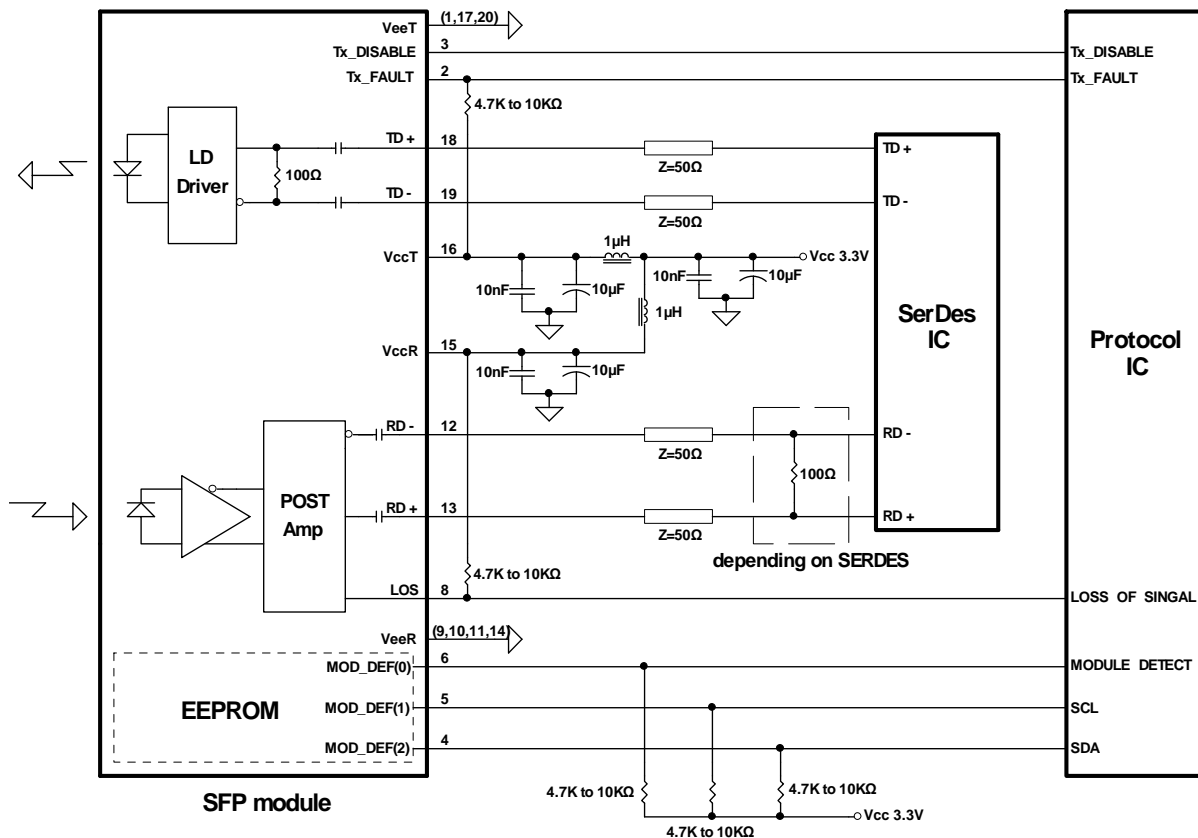 VeeT (1,17,20)
Tx_DISABLE 3 Tx_DISABLE
Tx_FAULT 2 Tx_FAULT
4.7K to 10KΩ
TD + 18 TD +
Z=50Ω
LD
Driver
100Ω
TD - 19 TD -
Z=50Ω
VccT 16
1µH
Vcc 3.3V
10nF 10µF 10nF 10µF
1µH
VccR 15
10nF 10µF
SerDes
IC
Protocol
IC
RD - 12 RD -
Z=50Ω
100Ω
POST
Amp
RD + 13 RD +
Z=50Ω
depending on SERDES
4.7K to 10KΩ
LOS 8 LOSS OF SINGAL
VeeR (9,10,11,14)
MOD_DEF(0) 6 MODULE DETECT
EEPROM
MOD_DEF(1) 5 SCL
MOD_DEF(2) 4 SDA
SFP module
4.7K to 10KΩ 4.7K to 10KΩ
Vcc 3.3V
4.7K to 10KΩ